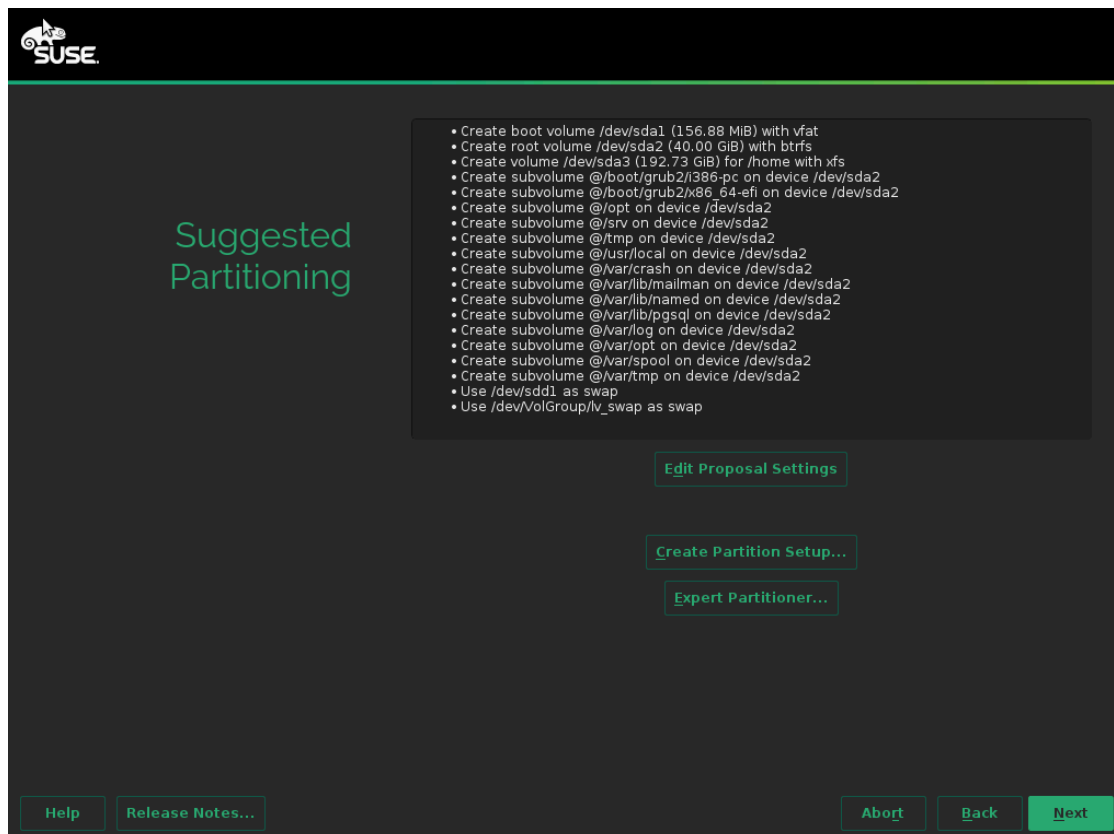 SUSE.
Suggested
Partitioning
• Create boot volume /dev/sda1 (156.88 MiB) with vfat
• Create root volume /dev/sda2 (40.00 GiB) with btrfs
• Create volume /dev/sda3 (192.73 GiB) for /home with xfs
• Create subvolume @/boot/grub2/i386-pc on device /dev/sda2
• Create subvolume @/boot/grub2/x86_64-efi on device /dev/sda2
• Create subvolume @/opt on device /dev/sda2
• Create subvolume @/srv on device /dev/sda2
• Create subvolume @/tmp on device /dev/sda2
• Create subvolume @/usr/local on device /dev/sda2
• Create subvolume @/var/crash on device /dev/sda2
• Create subvolume @/var/lib/mailman on device /dev/sda2
• Create subvolume @/var/lib/named on device /dev/sda2
• Create subvolume @/var/lib/pgsql on device /dev/sda2
• Create subvolume @/var/log on device /dev/sda2
• Create subvolume @/var/opt on device /dev/sda2
• Create subvolume @/var/spool on device /dev/sda2
• Create subvolume @/var/tmp on device /dev/sda2
• Use /dev/sdd1 as swap
• Use /dev/VolGroup/lv_swap as swap
Edit Proposal Settings
Create Partition Setup...
Expert Partitioner...
Help Release Notes... Abort Back Next